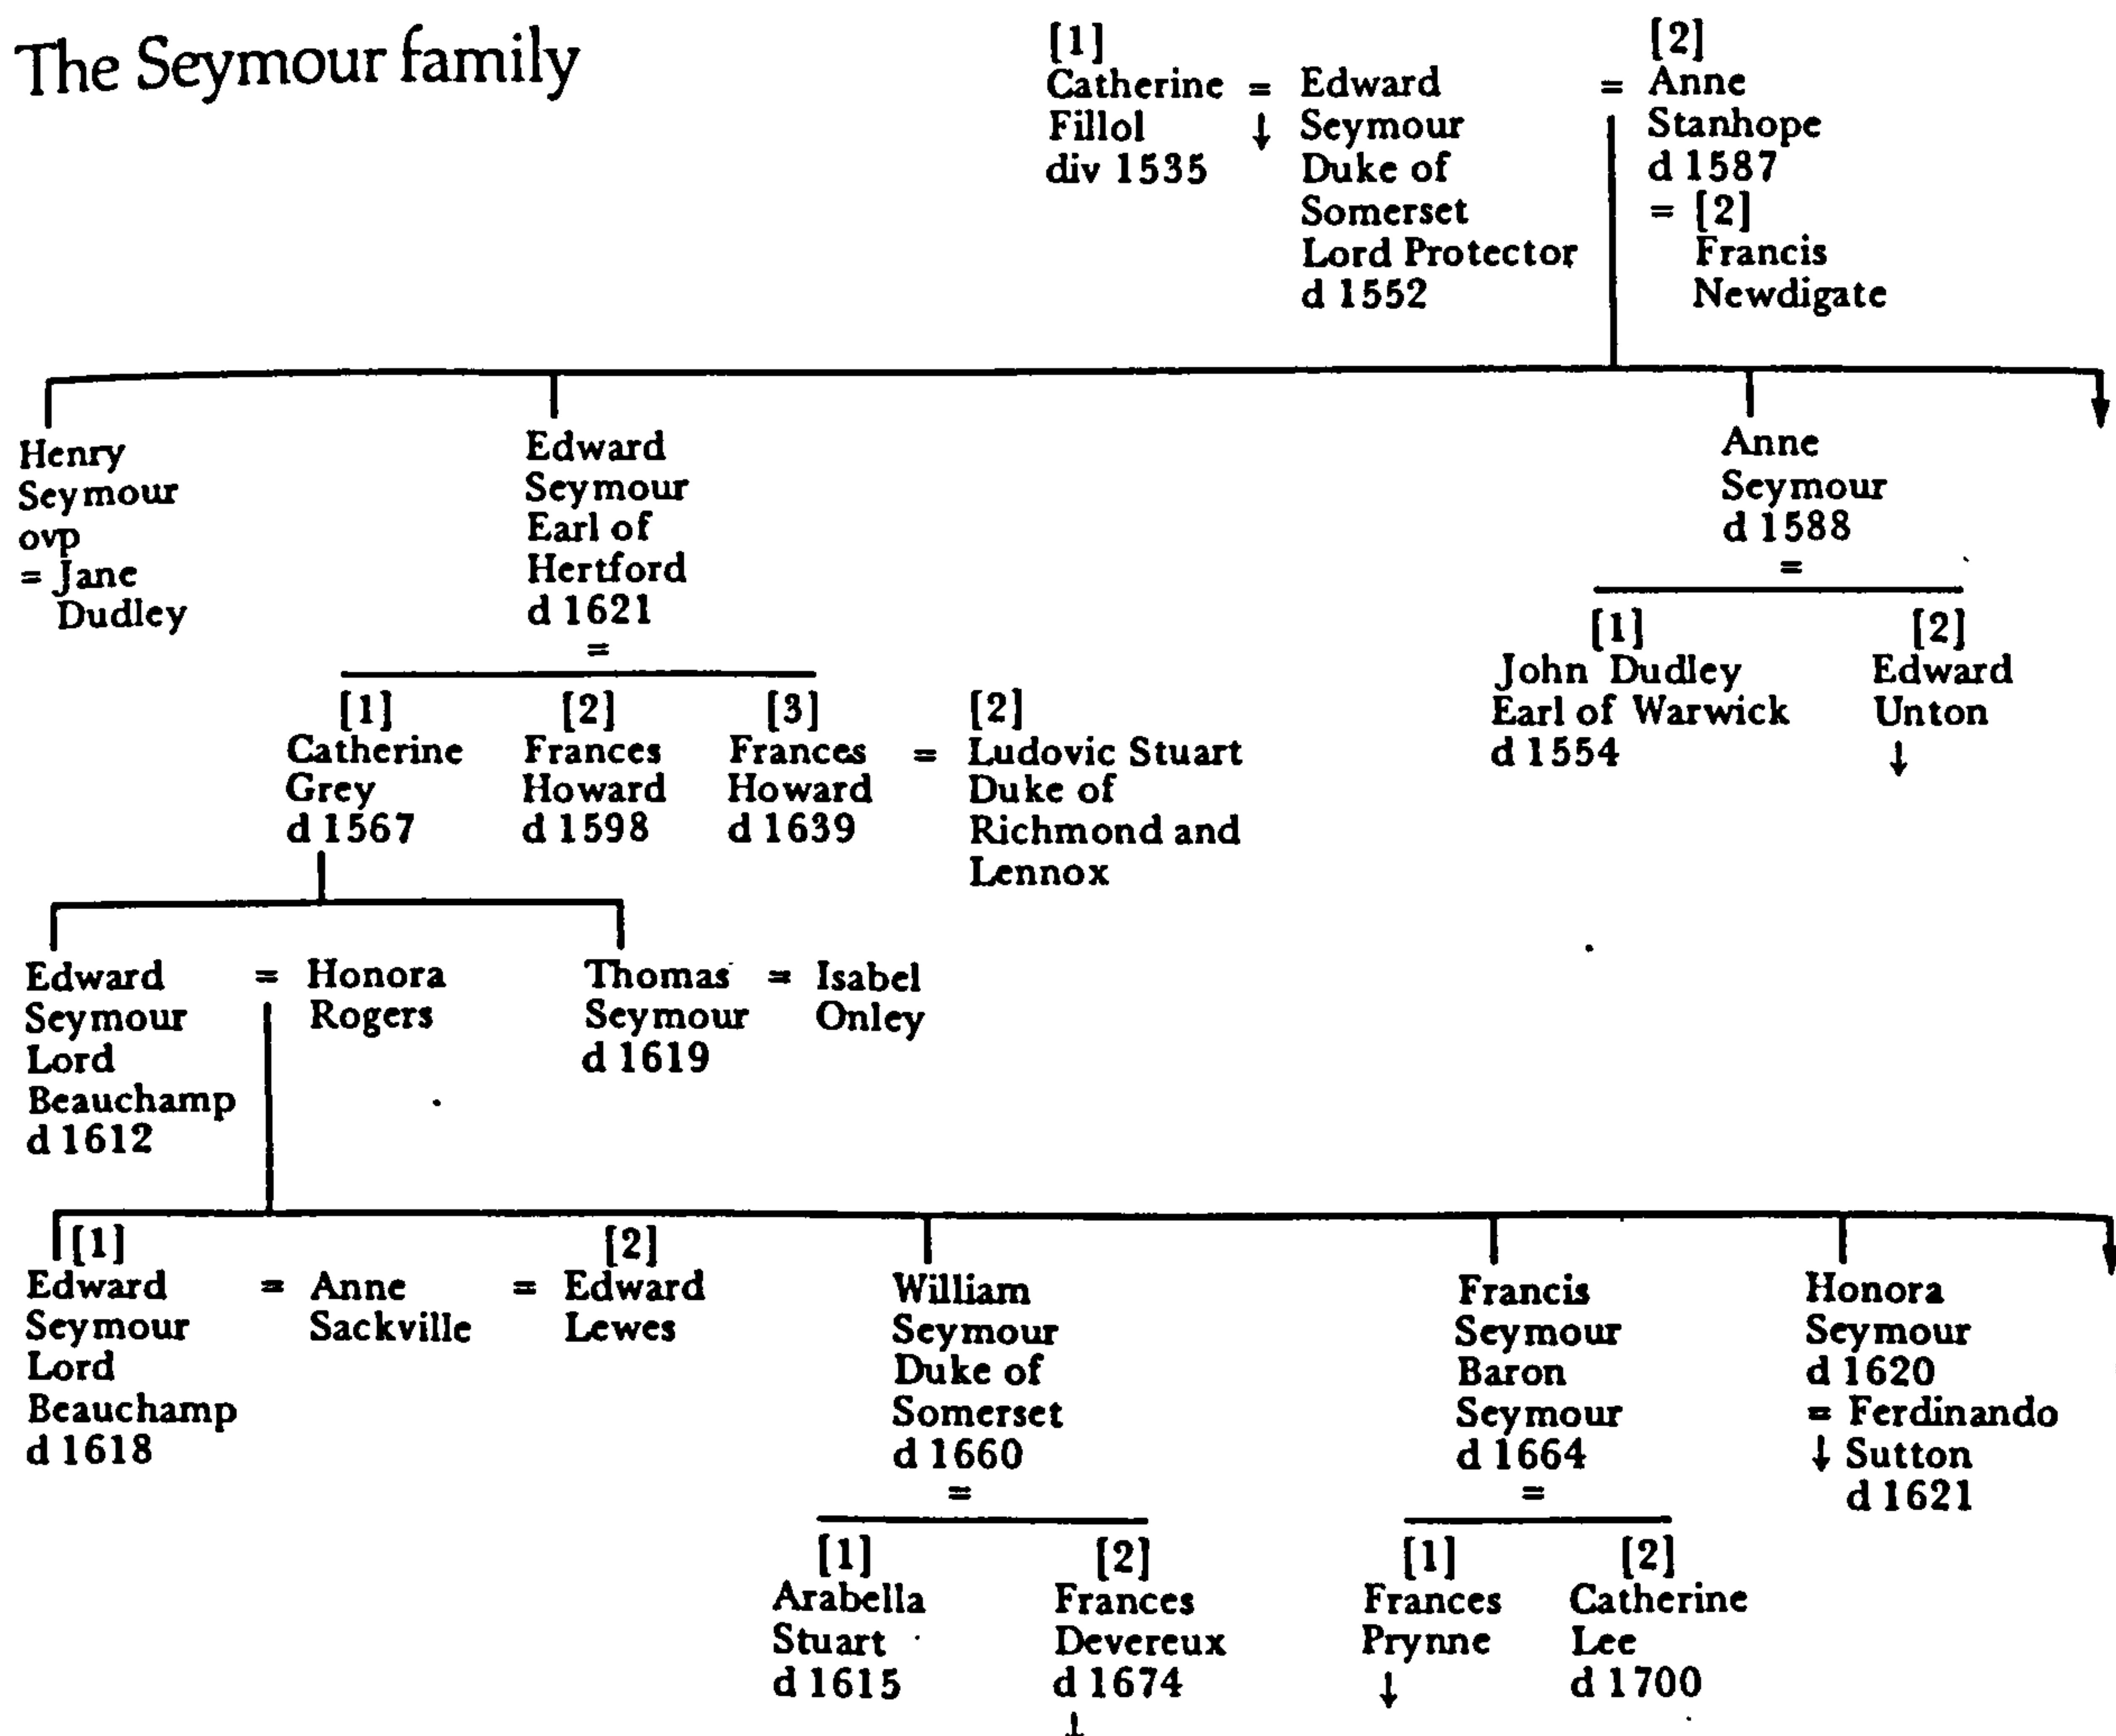 The Seymour family
[1]
Catherine = Edward
Fillol ↓ Seymour
div 1535 Duke of
Somerset
Lord Protector
d 1552
[2]
= Anne
Stanhope
d 1587
= [2]
Francis
Newdigate
Henry
Seymour
ovp
= Jane
Dudley
Edward
Seymour
Earl of
Hertford
d 1621
=
Anne
Seymour
d 1588
=
[1]
Catherine
Grey
d 1567
[2]
Frances
Howard
d 1598
[3]
Frances
Howard
d 1639
=
[2]
Ludovic Stuart
Duke of
Richmond and
Lennox
[1]
John Dudley
Earl of Warwick
d 1554
[2]
Edward
Unton
↓
Edward
Seymour
Lord
Beauchamp
d 1612
= Honora
Rogers
Thomas
Seymour
d 1619
= Isabel
Onley
[1]
Edward
Seymour
Lord
Beauchamp
d 1618
= Anne
Sackville
[2]
= Edward
Lewes
William
Seymour
Duke of
Somerset
d 1660
=
Francis
Seymour
Baron
Seymour
d 1664
=
Honora
Seymour
d 1620
= Ferdinando
↓ Sutton
d 1621
[1]
Arabella
Stuart
d 1615
[2]
Frances
Devereux
d 1674
↓
[1]
Frances
Prynne
↓
[2]
Catherine
Lee
d 1700